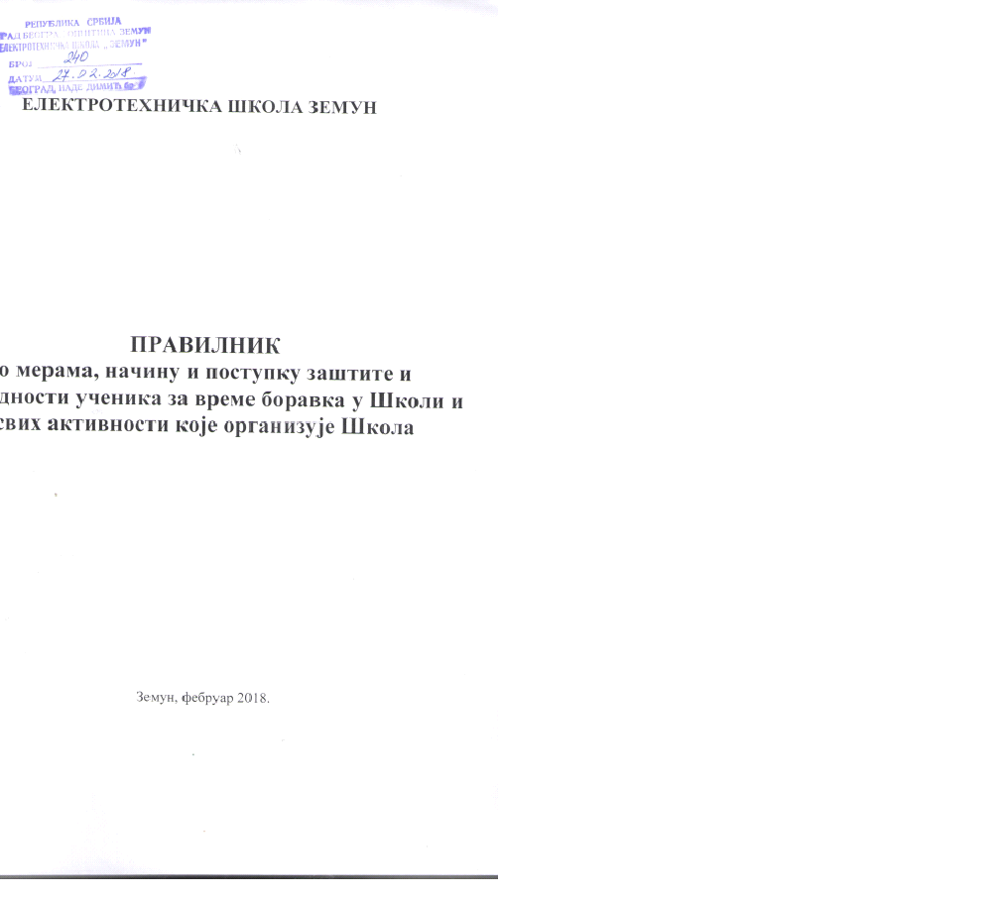 РЕПУБЛИКА СРБИЈА
РАД БЕОГРА ОПШТИНА ЗЕМУН
ЕЛЕКТРОТЕХНИЧКА ШКОЛА „ЗЕМУН"
БРОЈ 240
ДАТУМ 27.02.2018.
БЕОГРАД, НАДЕ ДИМИЋ
ЕЛЕКТРОТЕХНИЧКА ШКОЛА ЗЕМУН
ПРАВИЛНИК
о мерама, начину и поступку заштите и
дности ученика за време боравка у Школи и
свих активности које организује Школа
Земун, фебруар 2018.